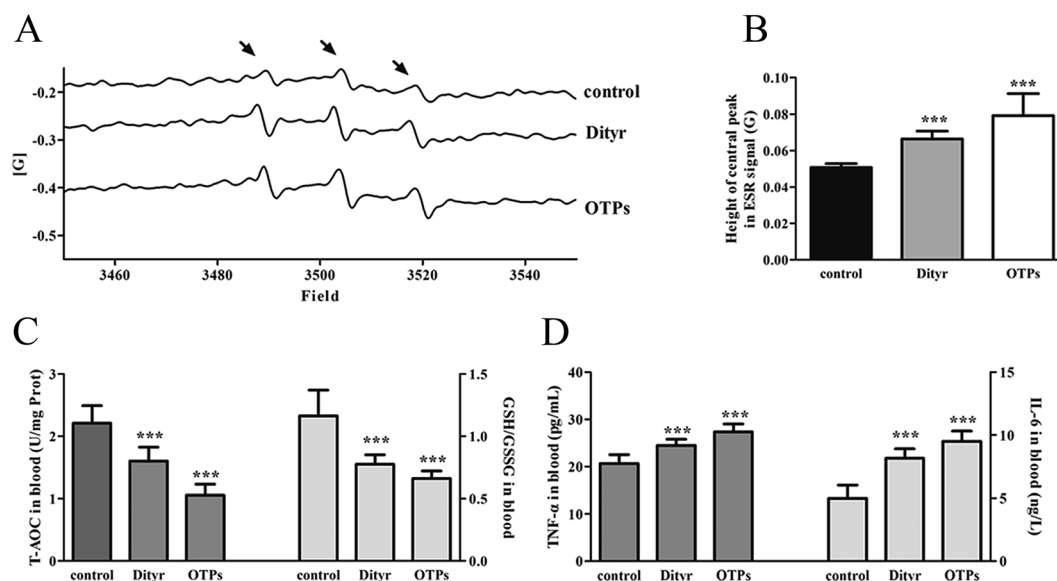 A
-0.2
-0.3
-0.4
-0.5
[G]
control
Dityr
OTPs
3460 3480 3500 3520 3540
Field
B
Height of central peak
in ESR signal (G)
0.10
0.08
0.06
0.04
0.02
0.00
*** ***
control Dityr OTPs
C
T-AOC in blood (U/mg Prot)
3
2
1
0
*** ***
*** ***
control Dityr OTPs control Dityr OTPs
1.5
1.0
0.5
0.0
GSH/GSSG in
blood
D
TNF-α in blood (pg/mL)
40
30
20
10
0
*** ***
*** ***
control Dityr OTPs control Dityr OTPs
15
10
5
0
IL-6 in blood
(ng/L)